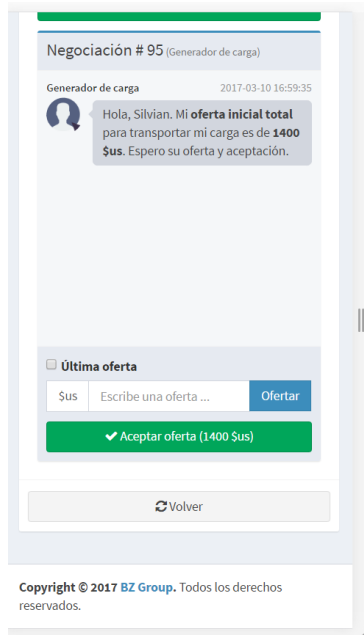 Negociación # 95 (Generador de carga)
Generador de carga 2017-03-10 16:59:35
Hola, Silvian. Mi oferta inicial total
para transportar mi carga es de 1400
$us. Espero su oferta y aceptación.
Última oferta
$us Escribe una oferta ... Ofertar
Aceptar oferta (1400 $us)
Volver
Copyright © 2017 BZ Group. Todos los derechos
reservados.